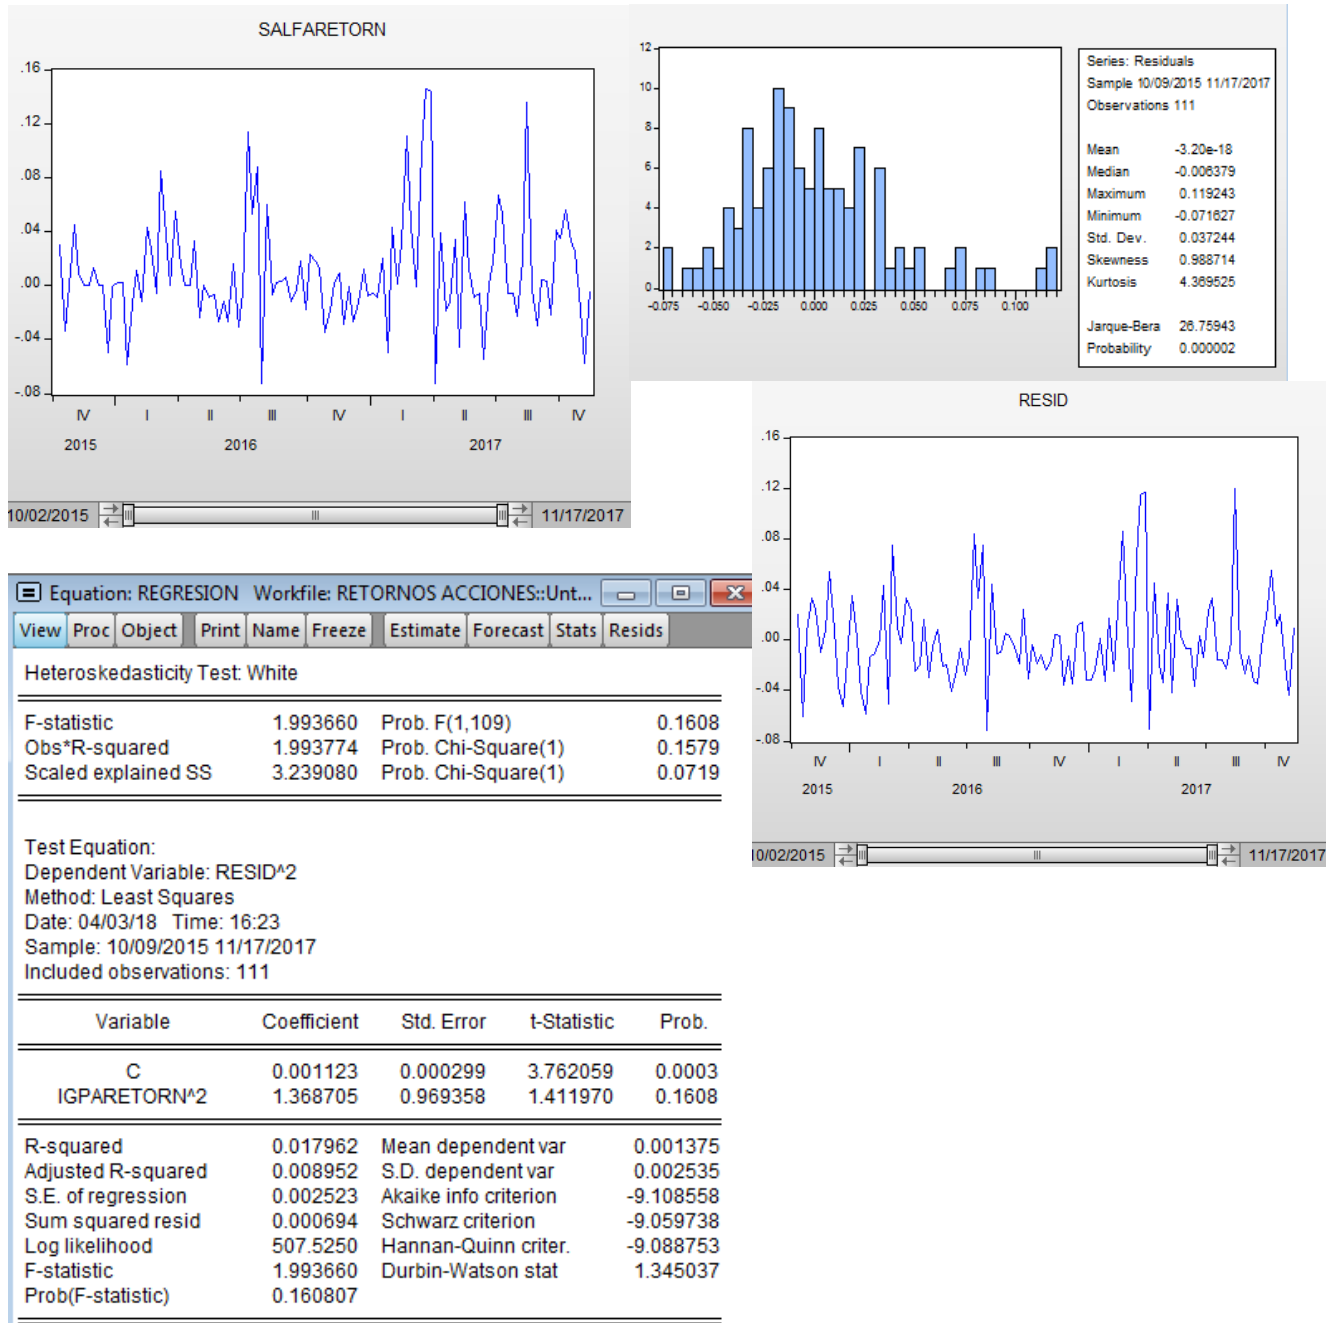 SALFARETORN
.16
.12
.08
.04
.00
-.04
-.08
IV I II III IV I II III IV
2015 2016 2017
10/02/2015 11/17/2017
12
10
8
6
4
2
0
-0.075 -0.050 -0.025 0.000 0.025 0.050 0.075 0.100
Series: Residuals
Sample 10/09/2015 11/17/2017
Observations 111
Mean -3.20e-18
Median -0.006379
Maximum 0.119243
Minimum -0.071627
Std. Dev. 0.037244
Skewness 0.988714
Kurtosis 4.369525
Jarque-Bera 26.75943
Probability 0.000002
RESID
.16
.12
.08
.04
.00
-.04
-.08
IV I II III IV I II III IV
2015 2016 2017
0/02/2015 11/17/2017
Equation: REGRESION Workfile: RETORNOS ACCIONES::Unt...
View Proc Object Print Name Freeze Estimate Forecast Stats Resids
Heteroskedasticity Test: White
F-statistic 1.993660 Prob. F(1,109) 0.1608
Obs*R-squared 1.993774 Prob. Chi-Square(1) 0.1579
Scaled explained SS 3.239080 Prob. Chi-Square(1) 0.0719
Test Equation:
Dependent Variable: RESID^2
Method: Least Squares
Date: 04/03/18 Time: 16:23
Sample: 10/09/2015 11/17/2017
Included observations: 111
Variable Coefficient Std. Error t-Statistic Prob.
C 0.001123 0.000299 3.762059 0.0003
IGPARETORN^2 1.368705 0.969358 1.411970 0.1608
R-squared 0.017962 Mean dependent var 0.001375
Adjusted R-squared 0.008952 S.D. dependent var 0.002535
S.E. of regression 0.002523 Akaike info criterion -9.108558
Sum squared resid 0.000694 Schwarz criterion -9.059738
Log likelihood 507.5250 Hannan-Quinn criter. -9.088753
F-statistic 1.993660 Durbin-Watson stat 1.345037
Prob(F-statistic) 0.160807